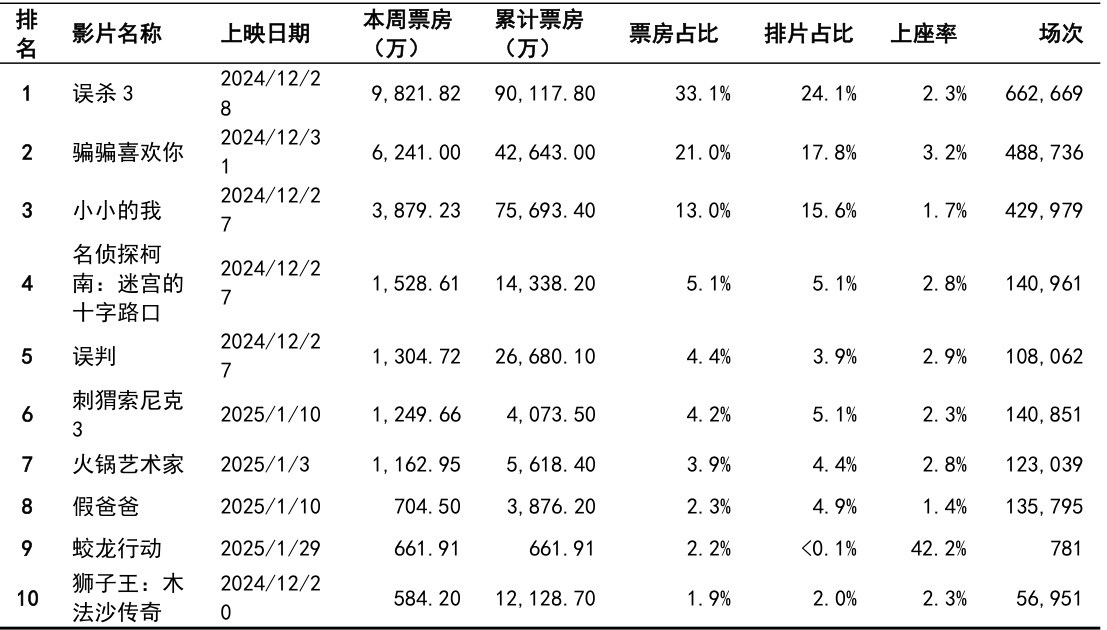 排名 影片名称 上映日期 本周票房（万） 累计票房（万） 票房占比 排片占比 上座率 场次
1 误杀 3 2024/12/28 9,821.82 90,117.80 33.1% 24.1% 2.3% 662,669
2 骗骗喜欢你 2024/12/31 6,241.00 42,643.00 21.0% 17.8% 3.2% 488,736
3 小小的我 2024/12/27 3,879.23 75,693.40 13.0% 15.6% 1.7% 429,979
4 名侦探柯南：迷宫的十字路口 2024/12/27 1,528.61 14,338.20 5.1% 5.1% 2.8% 140,961
5 误判 2024/12/27 1,304.72 26,680.10 4.4% 3.9% 2.9% 108,062
6 刺猬索尼克 3 2025/1/10 1,249.66 4,073.50 4.2% 5.1% 2.3% 140,851
7 火锅艺术家 2025/1/3 1,162.95 5,618.40 3.9% 4.4% 2.8% 123,039
8 假爸爸 2025/1/10 704.50 3,876.20 2.3% 4.9% 1.4% 135,795
9 蛟龙行动 2025/1/29 661.91 661.91 2.2% <0.1% 42.2% 781
10 狮子王：木法沙传奇 2024/12/20 584.20 12,128.70 1.9% 2.0% 2.3% 56,951